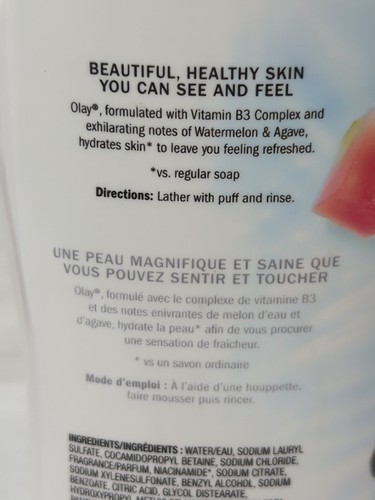 BEAUTIFUL, HEALTHY SKIN
YOU CAN SEE AND FEEL
Olay®, formulated with Vitamin B3 Complex and
exhilarating notes of Watermelon & Agave,
hydrates skin* to leave you feeling refreshed.
*vs. regular soap
Directions: Lather with puff and rinse.
UNE PEAU MAGNIFIQUE ET SAINE QUE
VOUS POUVEZ SENTIR ET TOUCHER
Olay®, formulé avec le complexe de vitamine B3
et des notes enivrantes de melon d'eau et
d'agave, hydrate la peau* afin de vous procurer
une sensation de fraîcheur.
* vs un savon ordinaire
Mode d'emploi : À l'aide d'une houppette,
faire mousser puis rincer.
INGREDIENTS/INGRÉDIENTS : WATER/EAU, SODIUM LAURYL
SULFATE, COCAMIDOPROPYL BETAINE, SODIUM CHLORIDE,
FRAGRANCE/PARFUM, NIACINAMIDE*, SODIUM CITRATE,
SODIUM XYLENESULFONATE, BENZYL ALCOHOL, SODIUM
BENZOATE, CITRIC ACID, GLYCOL DISTEARATE,